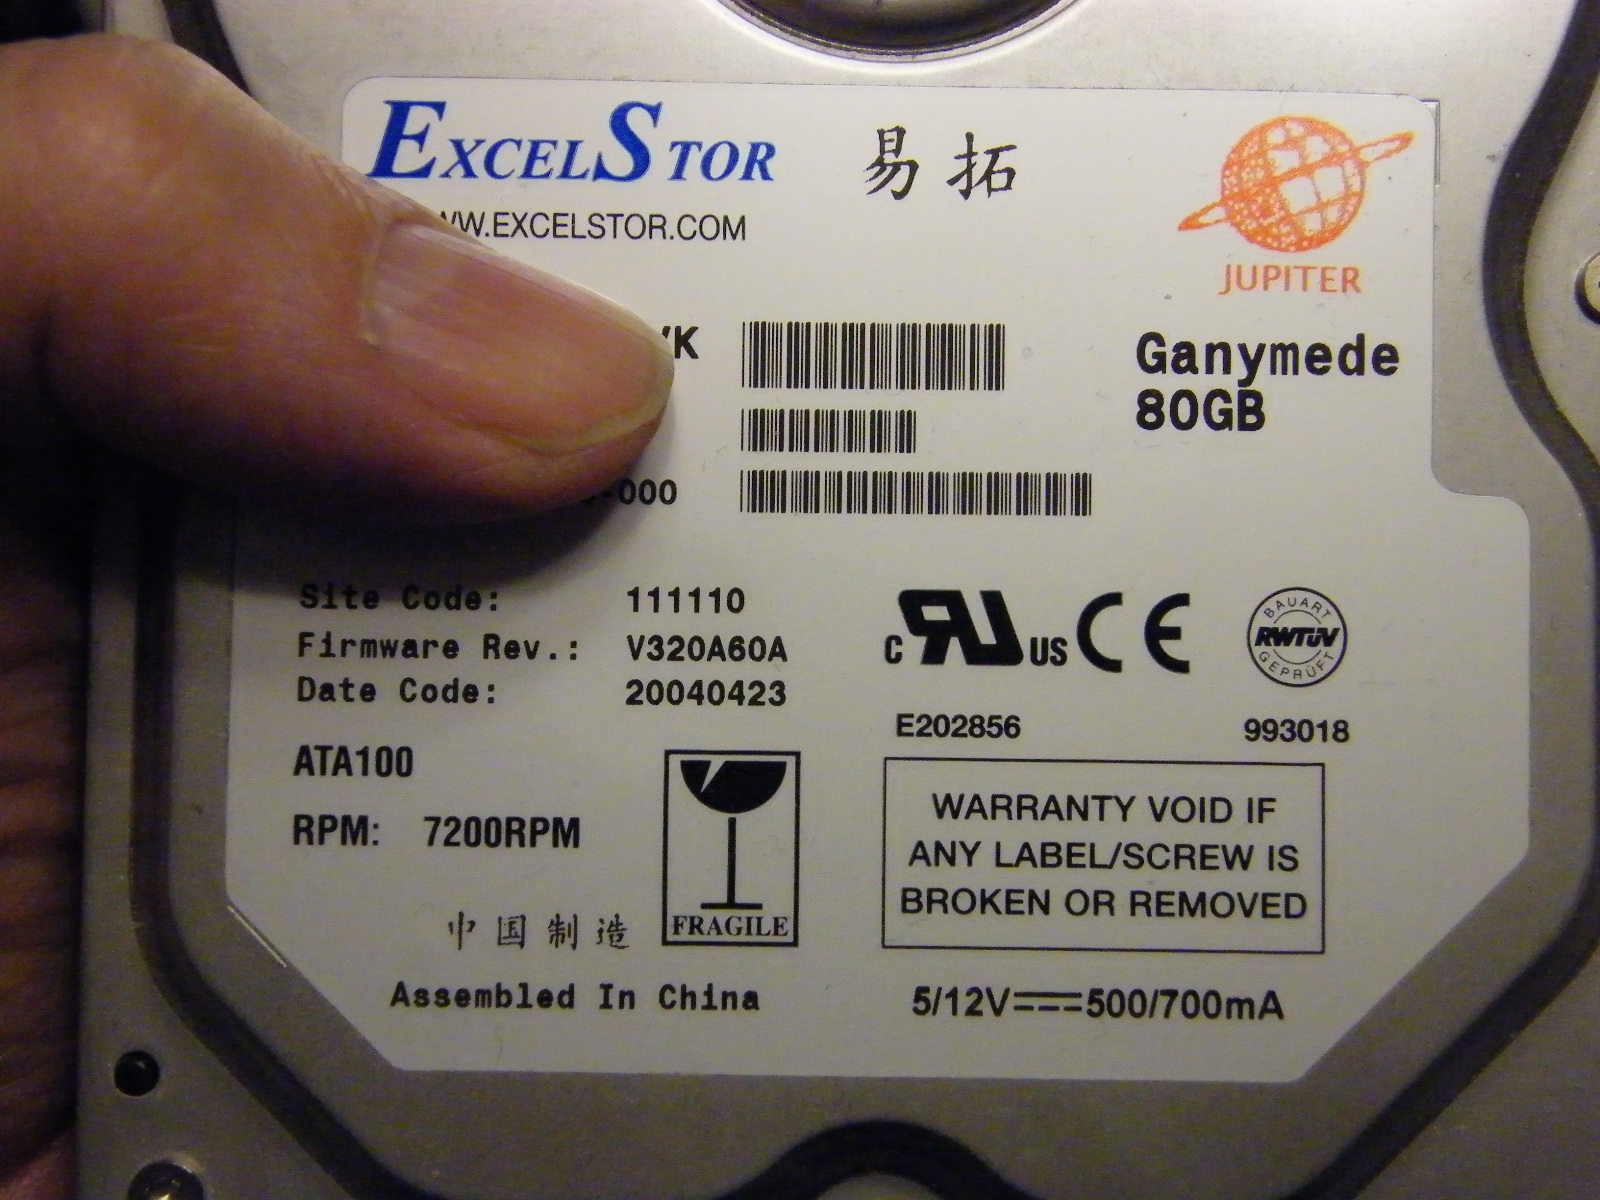 EXCELSTOR 易拓
WW.EXCELSTOR.COM
JUPITER
K
Ganymede
80GB
-000
Site Code: 111110
Firmware Rev.: V320A60A
Date Code: 20040423
C RU US CE
BAUART
RWTÜV
GEPRÜFT
E202856 993018
ATA100
RPM: 7200RPM
FRAGILE
WARRANTY VOID IF
ANY LABEL/SCREW IS
BROKEN OR REMOVED
中国制造
Assembled In China
5/12V⎓500/700mA